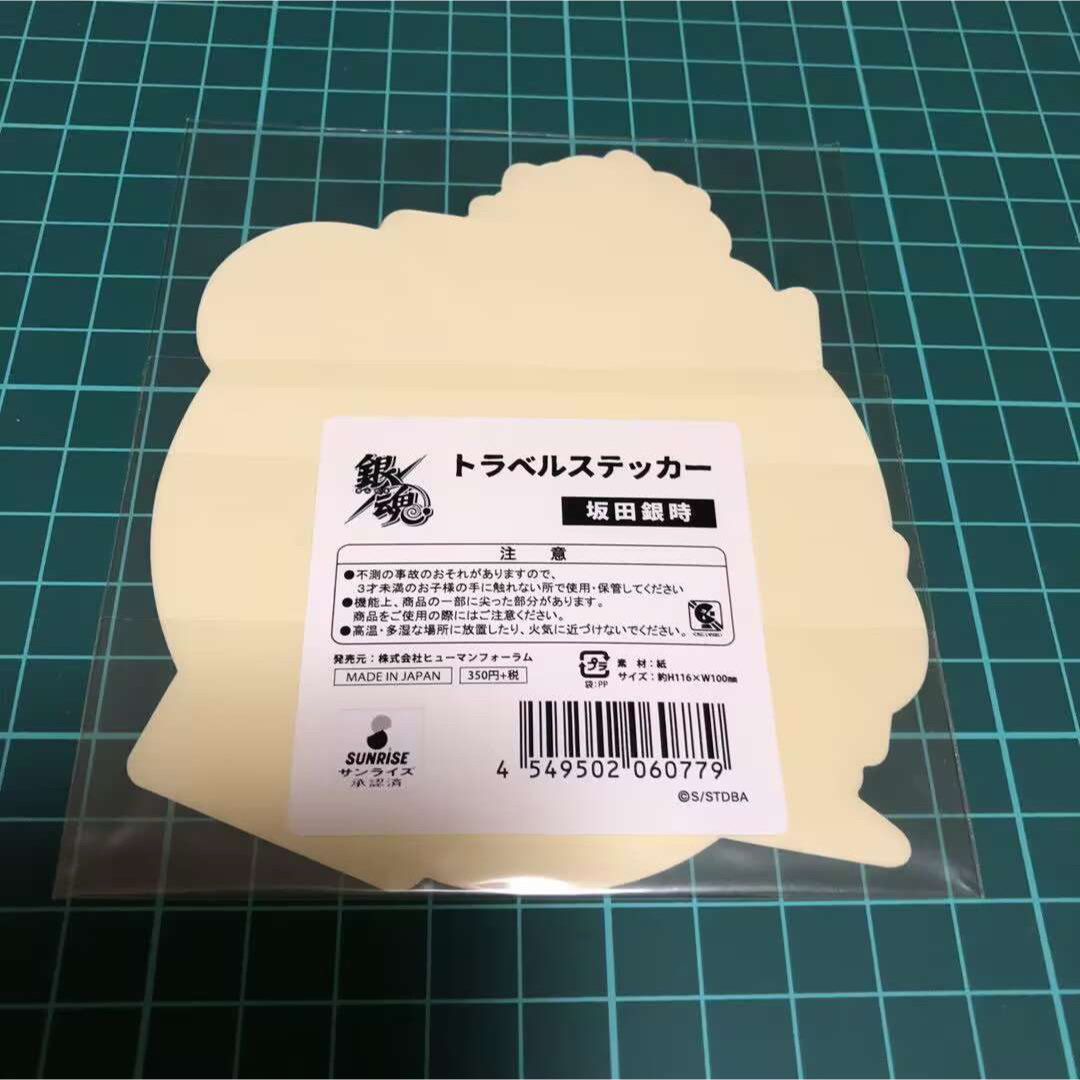 銀魂
トラベルステッカー
坂田銀時
注 意
●不測の事故のおそれがありますので、
3才未満のお子様の手に触れない所で使用・保管してください
●機能上、商品の一部に尖った部分があります。
商品をご使用の際にはご注意ください。
●高温・多湿な場所に放置したり、火気に近づけないでください。
発売元：株式会社ヒューマンフォーラム
MADE IN JAPAN
350円+税
プラ
袋:PP
素 材：紙
サイズ：約H116×W100㎜
SUNRISE
サンライズ
承認済
4 549502 060779
©S/STDBA